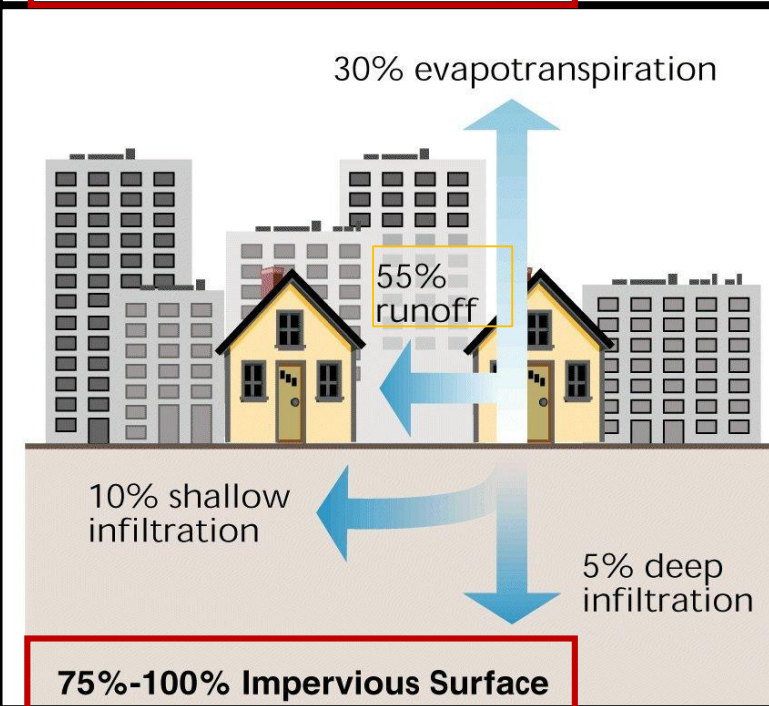 30% evapotranspiration
55%
runoff
10% shallow
infiltration
5% deep
infiltration
75%-100% Impervious Surface